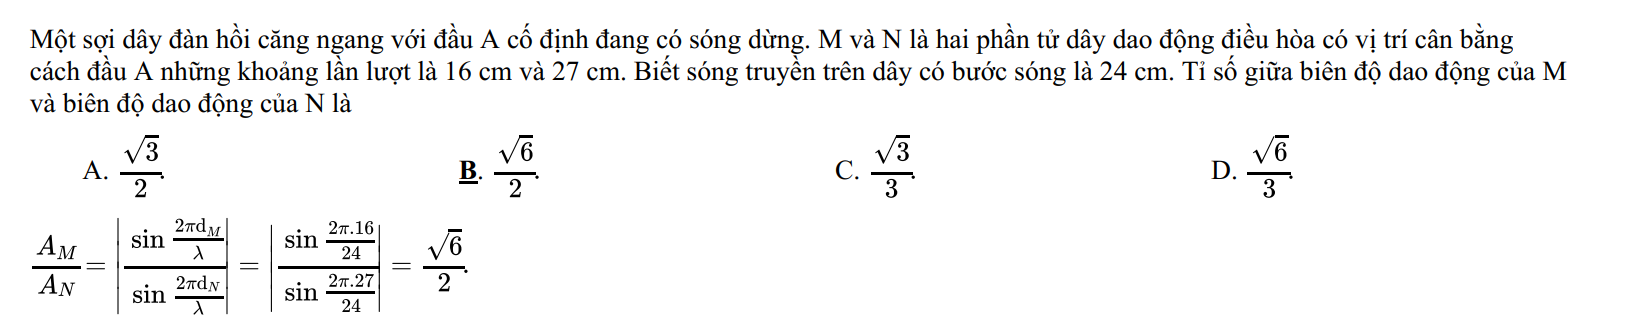 Một sợi dây đàn hồi căng ngang với đầu A cố định đang có sóng dừng. M và N là hai phần tử dây dao động điều hòa có vị trí cân bằng
cách đầu A những khoảng lần lượt là 16 cm và 27 cm. Biết sóng truyền trên dây có bước sóng là 24 cm. Tỉ số giữa biên độ dao động của M
và biên độ dao động của N là
A. \frac{\sqrt{3}}{2}. B. \frac{\sqrt{6}}{2}. C. \frac{\sqrt{3}}{3}. D. \frac{\sqrt{6}}{3}.
\frac{A_M}{A_N} = \left| \frac{\sin \frac{2\pi d_M}{\lambda}}{\sin \frac{2\pi d_N}{\lambda}} \right| = \left| \frac{\sin \frac{2\pi.16}{24}}{\sin \frac{2\pi.27}{24}} \right| = \frac{\sqrt{6}}{2}.